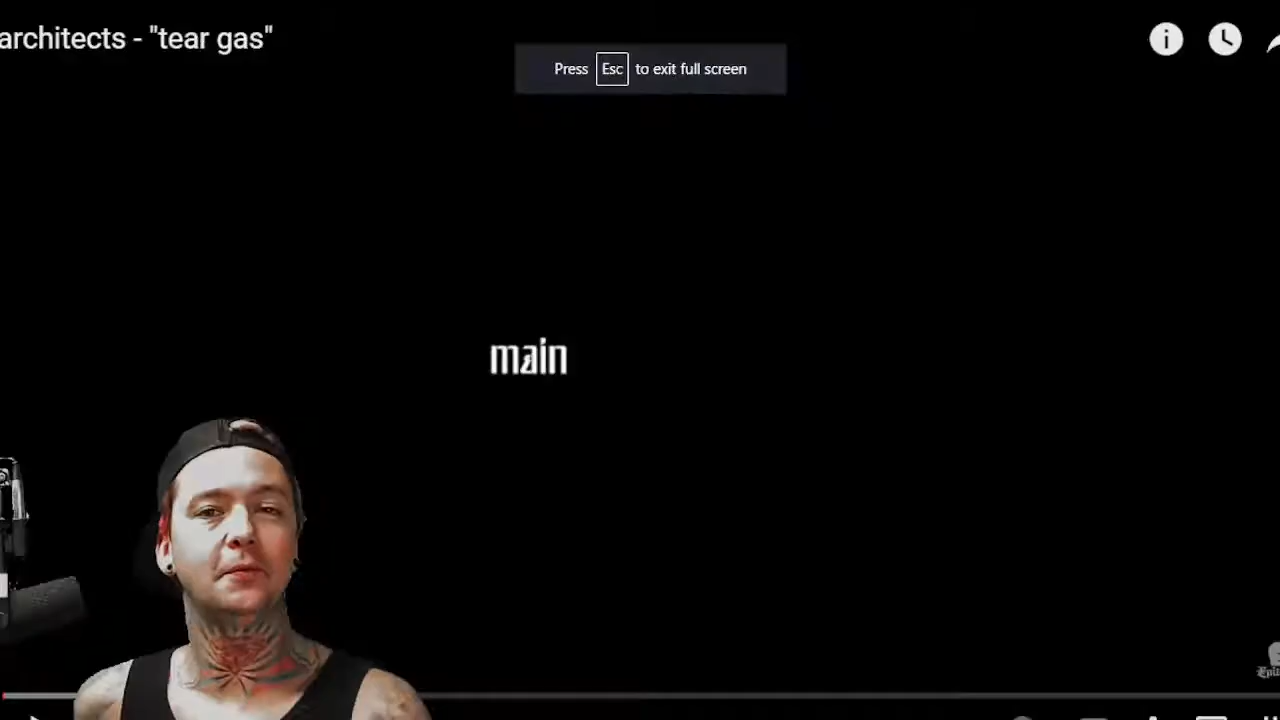 architects - "tear gas"
Press Esc to exit full screen
main